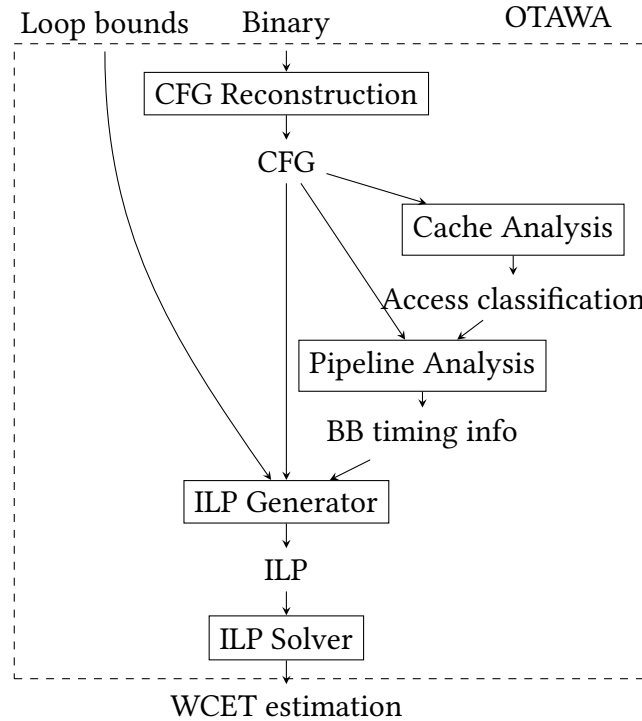 Loop bounds
Binary
OTAWA
CFG Reconstruction
CFG
Cache Analysis
Access classification
Pipeline Analysis
BB timing info
ILP Generator
ILP
ILP Solver
WCET estimation